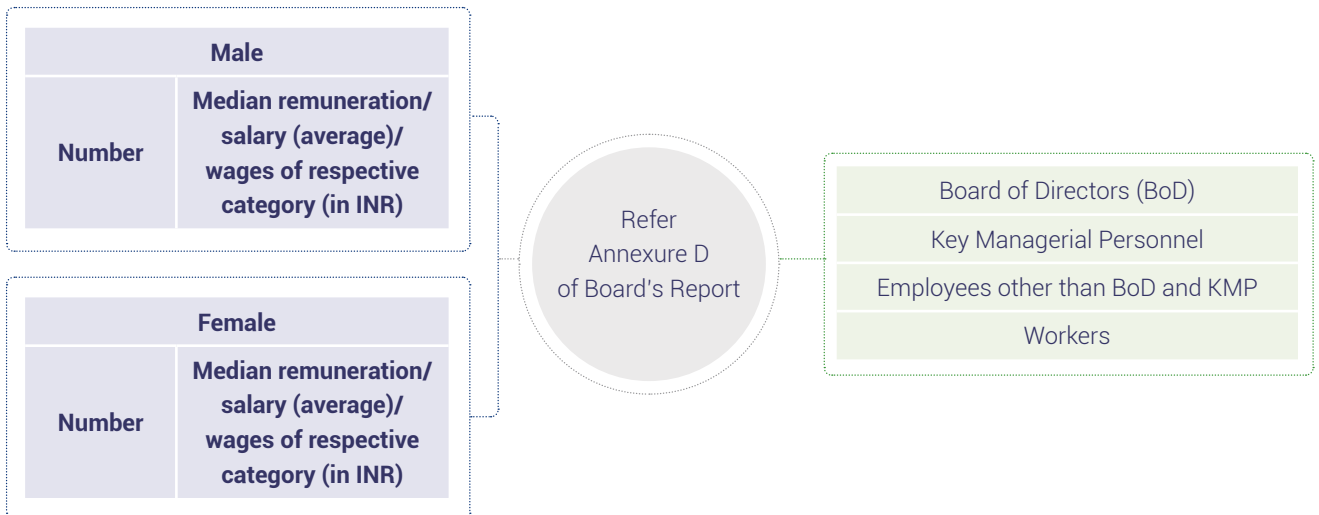 Male
Number
Median remuneration/
salary (average)/
wages of respective
category (in INR)
Female
Number
Median remuneration/
salary (average)/
wages of respective
category (in INR)
Refer
Annexure D
of Board's Report
Board of Directors (BoD)
Key Managerial Personnel
Employees other than BoD and KMP
Workers